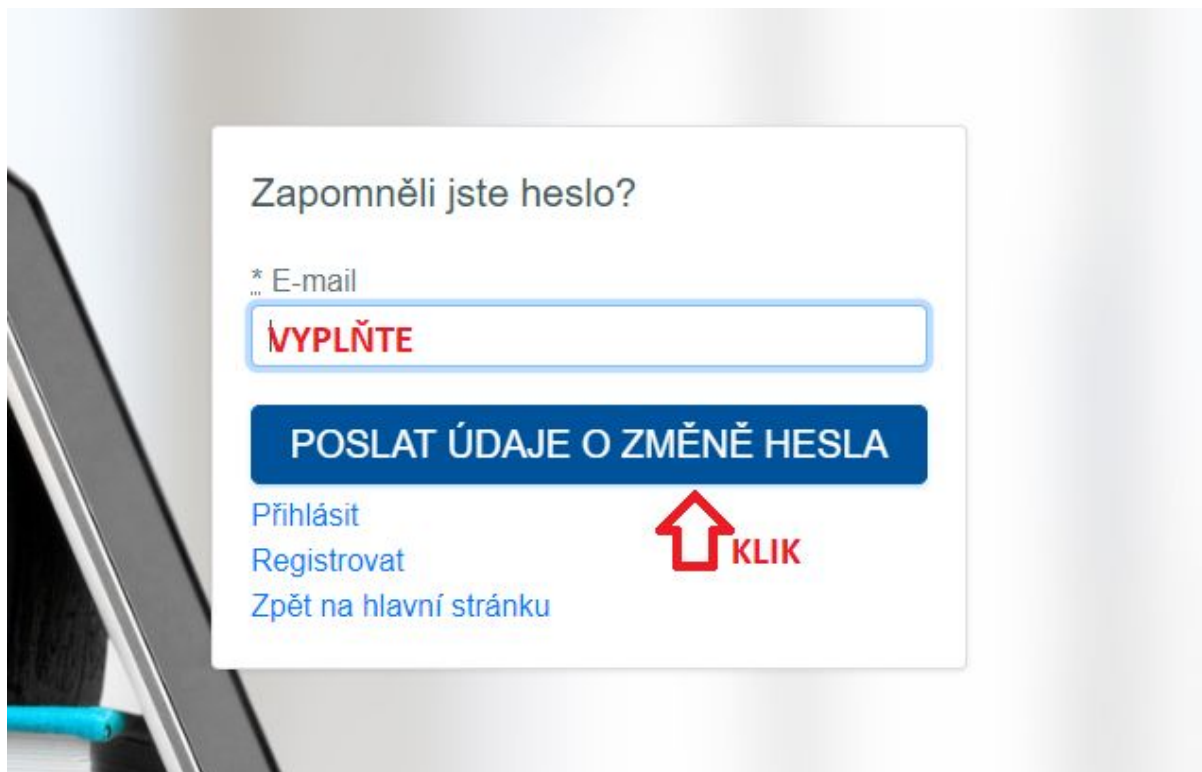 Zapomněli jste heslo?
* E-mail
VYPLŇTE
POSLAT ÚDAJE O ZMĚNĚ HESLA
Přihlásit
KLIK
Registrovat
Zpět na hlavní stránku